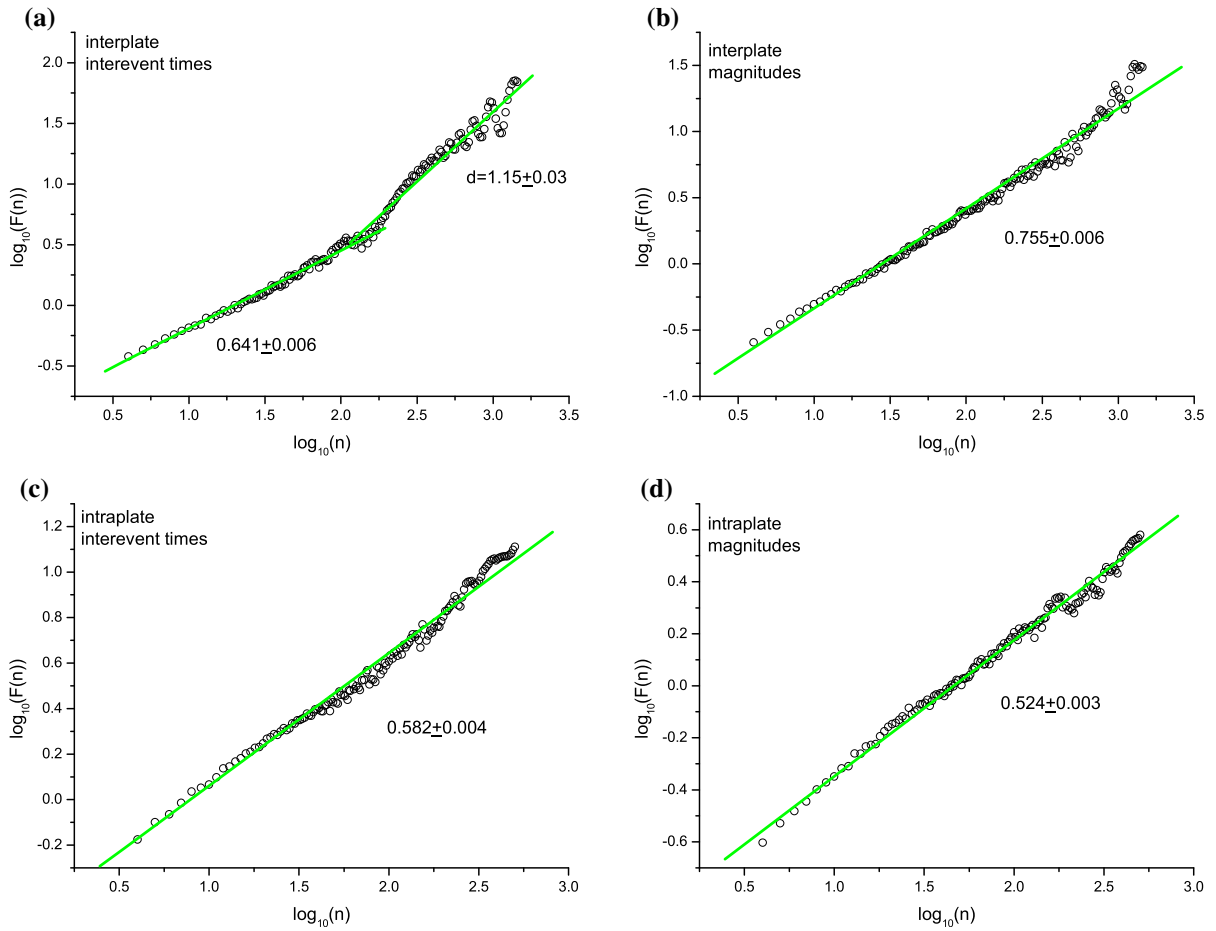 (a)
interplate
interevent times
2.0
1.5
1.0
0.5
0.0
-0.5
log10(F(n))
d=1.15±0.03
0.641±0.006
0.5 1.0 1.5 2.0 2.5 3.0 3.5
log10(n)
(b)
interplate
magnitudes
1.5
1.0
0.5
0.0
-0.5
-1.0
log10(F(n))
0.755±0.006
0.5 1.0 1.5 2.0 2.5 3.0 3.5
log10(n)
(c)
intraplate
interevent times
1.2
1.0
0.8
0.6
0.4
0.2
0.0
-0.2
log10(F(n))
0.582±0.004
0.5 1.0 1.5 2.0 2.5 3.0
log10(n)
(d)
intraplate
magnitudes
0.6
0.4
0.2
0.0
-0.2
-0.4
-0.6
log10(F(n))
0.524±0.003
0.5 1.0 1.5 2.0 2.5 3.0
log10(n)